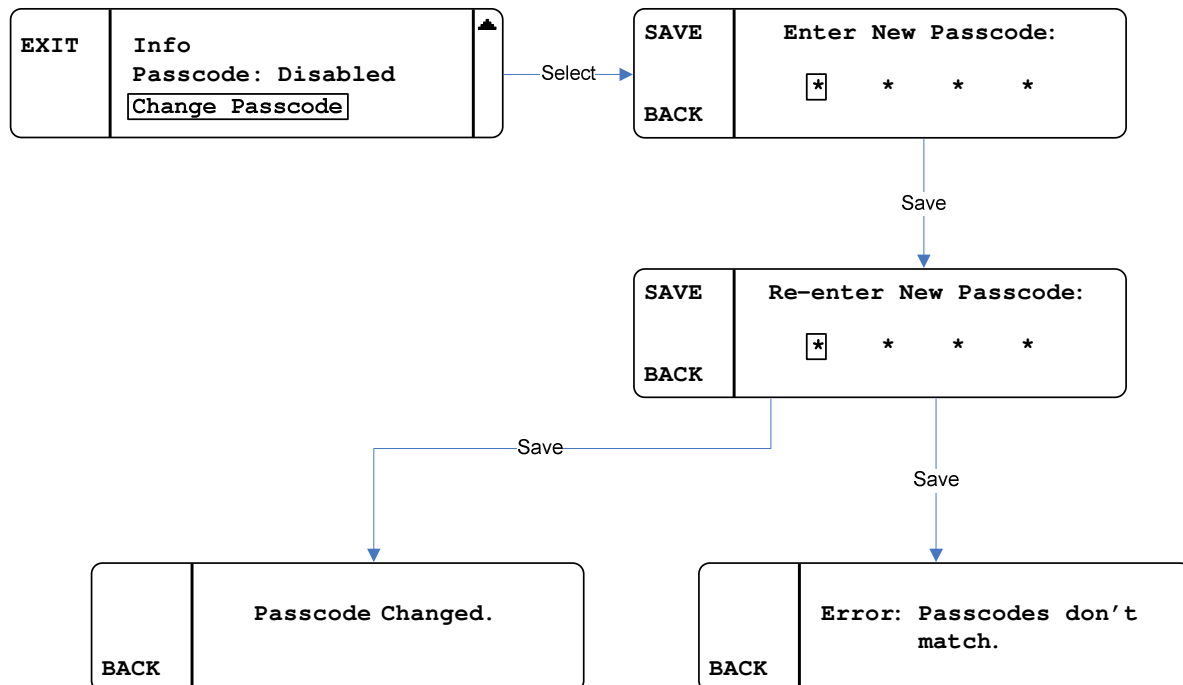 EXIT
Info
Passcode: Disabled
Change Passcode
Select
SAVE
Enter New Passcode:
* * * *
BACK
Save
SAVE
Re-enter New Passcode:
* * * *
BACK
Save
Save
Passcode Changed.
BACK
Error: Passcodes don't
match.
BACK